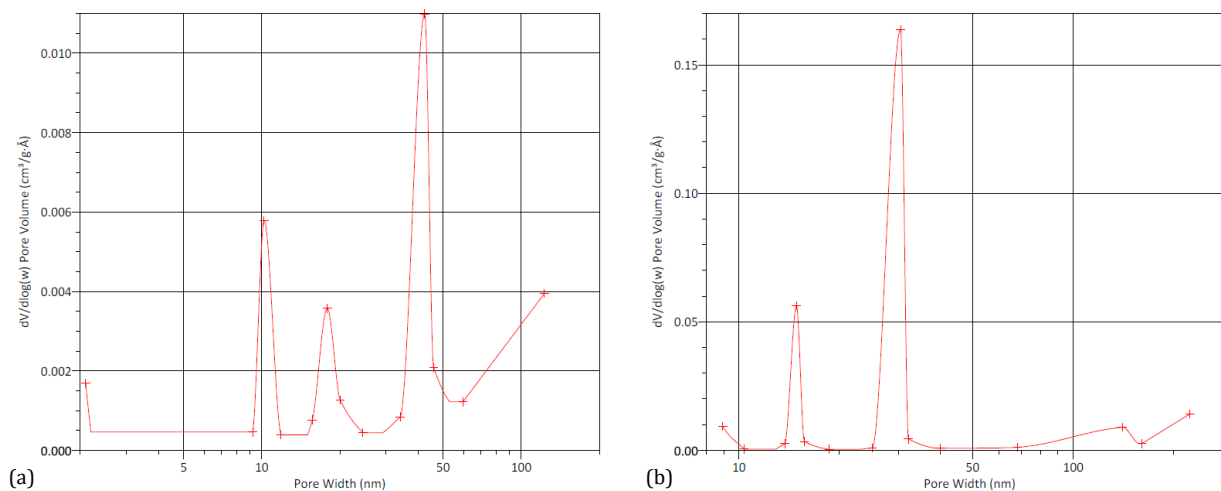 0.010
0.008
0.006
0.004
0.002
0.000
dV/dlog(w) Pore Volume (cm³/g·Å)
5 10 50 100
Pore Width (nm)
(a)
0.15
0.10
0.05
0.00
dV/dlog(w) Pore Volume (cm³/g·Å)
10 50 100
Pore Width (nm)
(b)